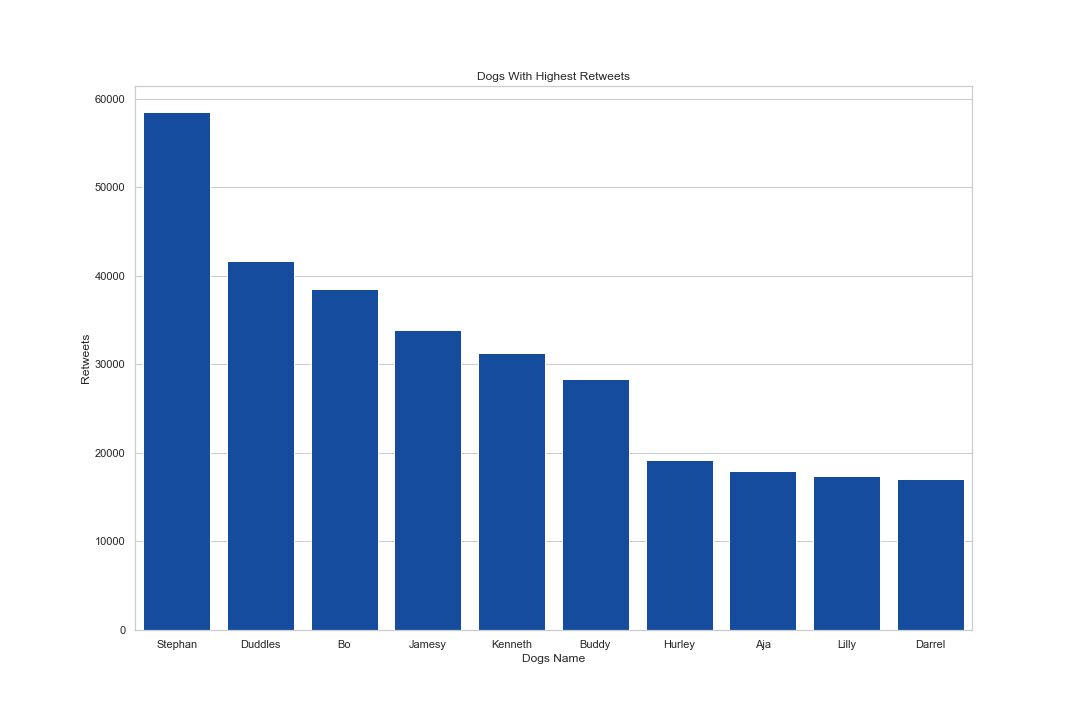 Dogs With Highest Retweets
60000
50000
40000
30000
20000
10000
0
Retweets
Stephan Duddles Bo Jamesy Kenneth Buddy Hurley Aja Lilly Darrel
Dogs Name